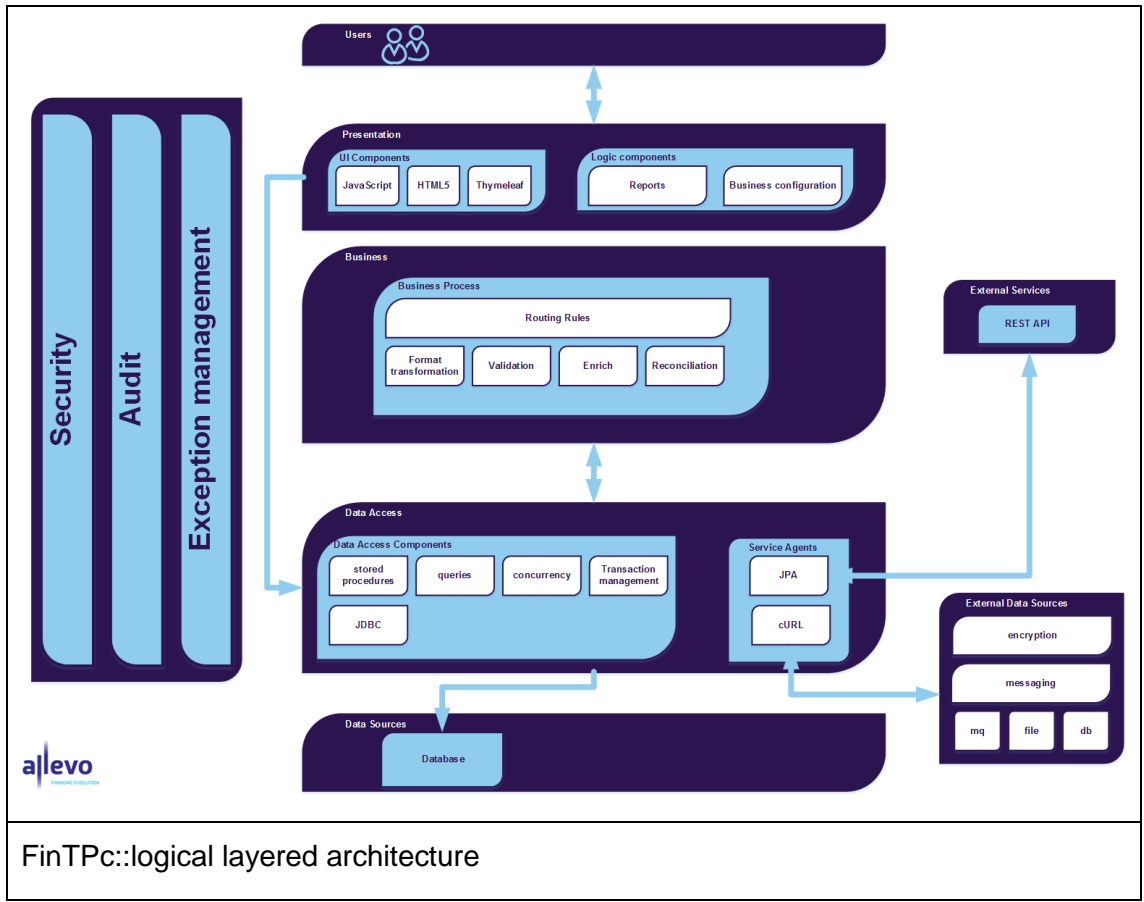 Users
Presentation
UI Components
JavaScript
HTML5
Thymeleaf
Logic components
Reports
Business configuration
Security
Audit
Exception management
Business
Business Process
Routing Rules
Format
transformation
Validation
Enrich
Reconciliation
External Services
REST API
Data Access
Data Access Components
stored
procedures
queries
concurrency
Transaction
management
JDBC
Service Agents
JPA
cURL
External Data Sources
encryption
messaging
mq
file
db
Data Sources
Database
allevo
THINKING EVOLUTION
FinTPc::logical layered architecture